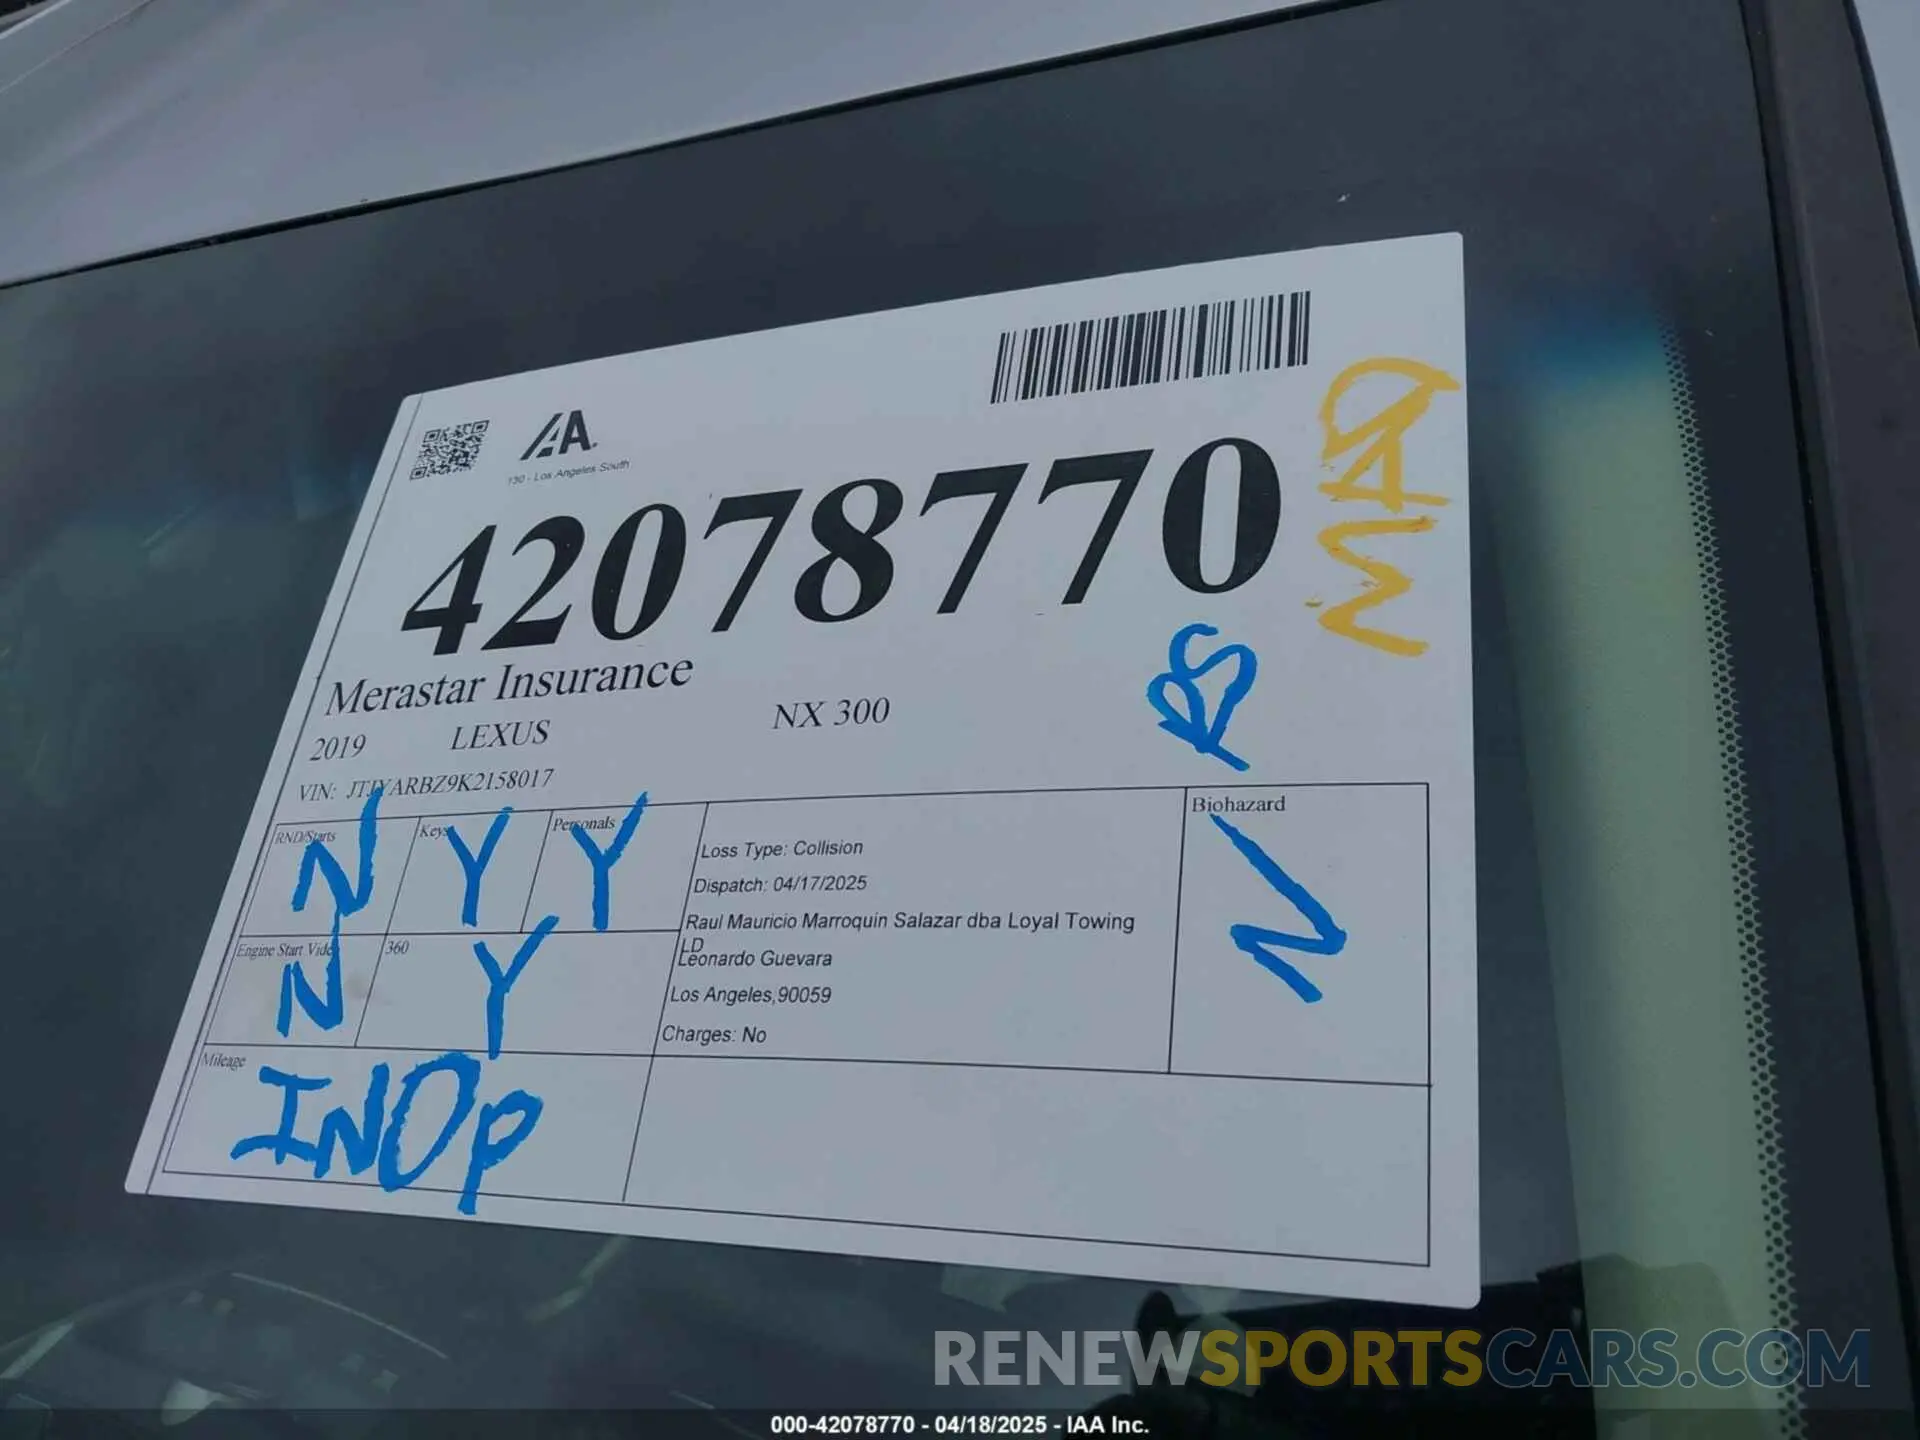 IAA.
130 - Los Angeles South
42078770
Merastar Insurance
2019 LEXUS NX 300
VIN: JTJYARBZ9K2158017
RS
RND/Starts Keys Personals
N Y Y
Loss Type: Collision
Dispatch: 04/17/2025
Raul Mauricio Marroquin Salazar dba Loyal Towing
LD
Leonardo Guevara
Los Angeles,90059
Charges: No
Biohazard
N
Engine Start Video 360
N Y
Mileage
INOP
RENEWSPORTSCARS.COM
000-42078770 - 04/18/2025 - IAA Inc.